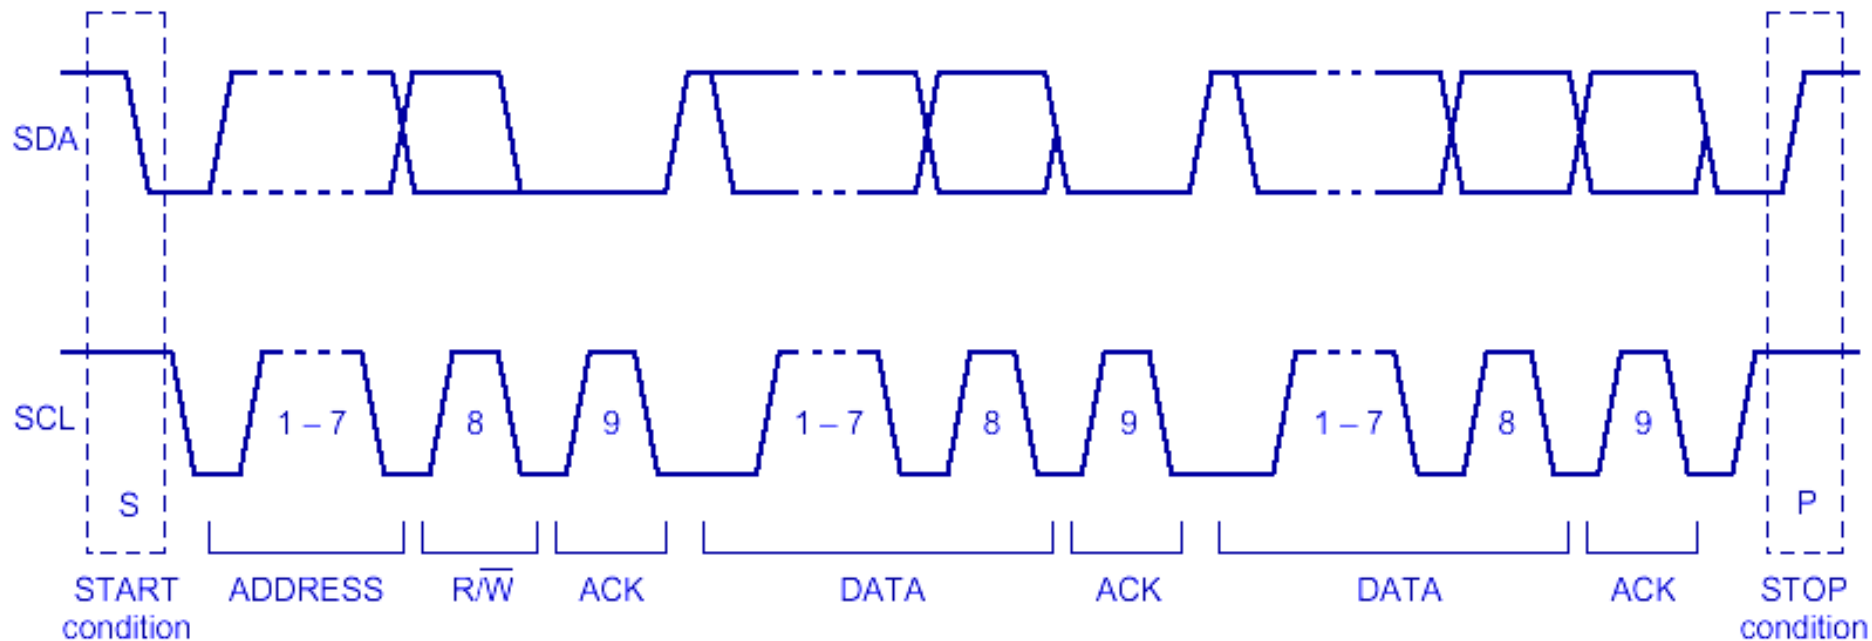 SDA
SCL
1 – 7
8
9
1 – 7
8
9
1 – 7
8
9
S
P
START
condition
ADDRESS
R/W̅
ACK
DATA
ACK
DATA
ACK
STOP
condition